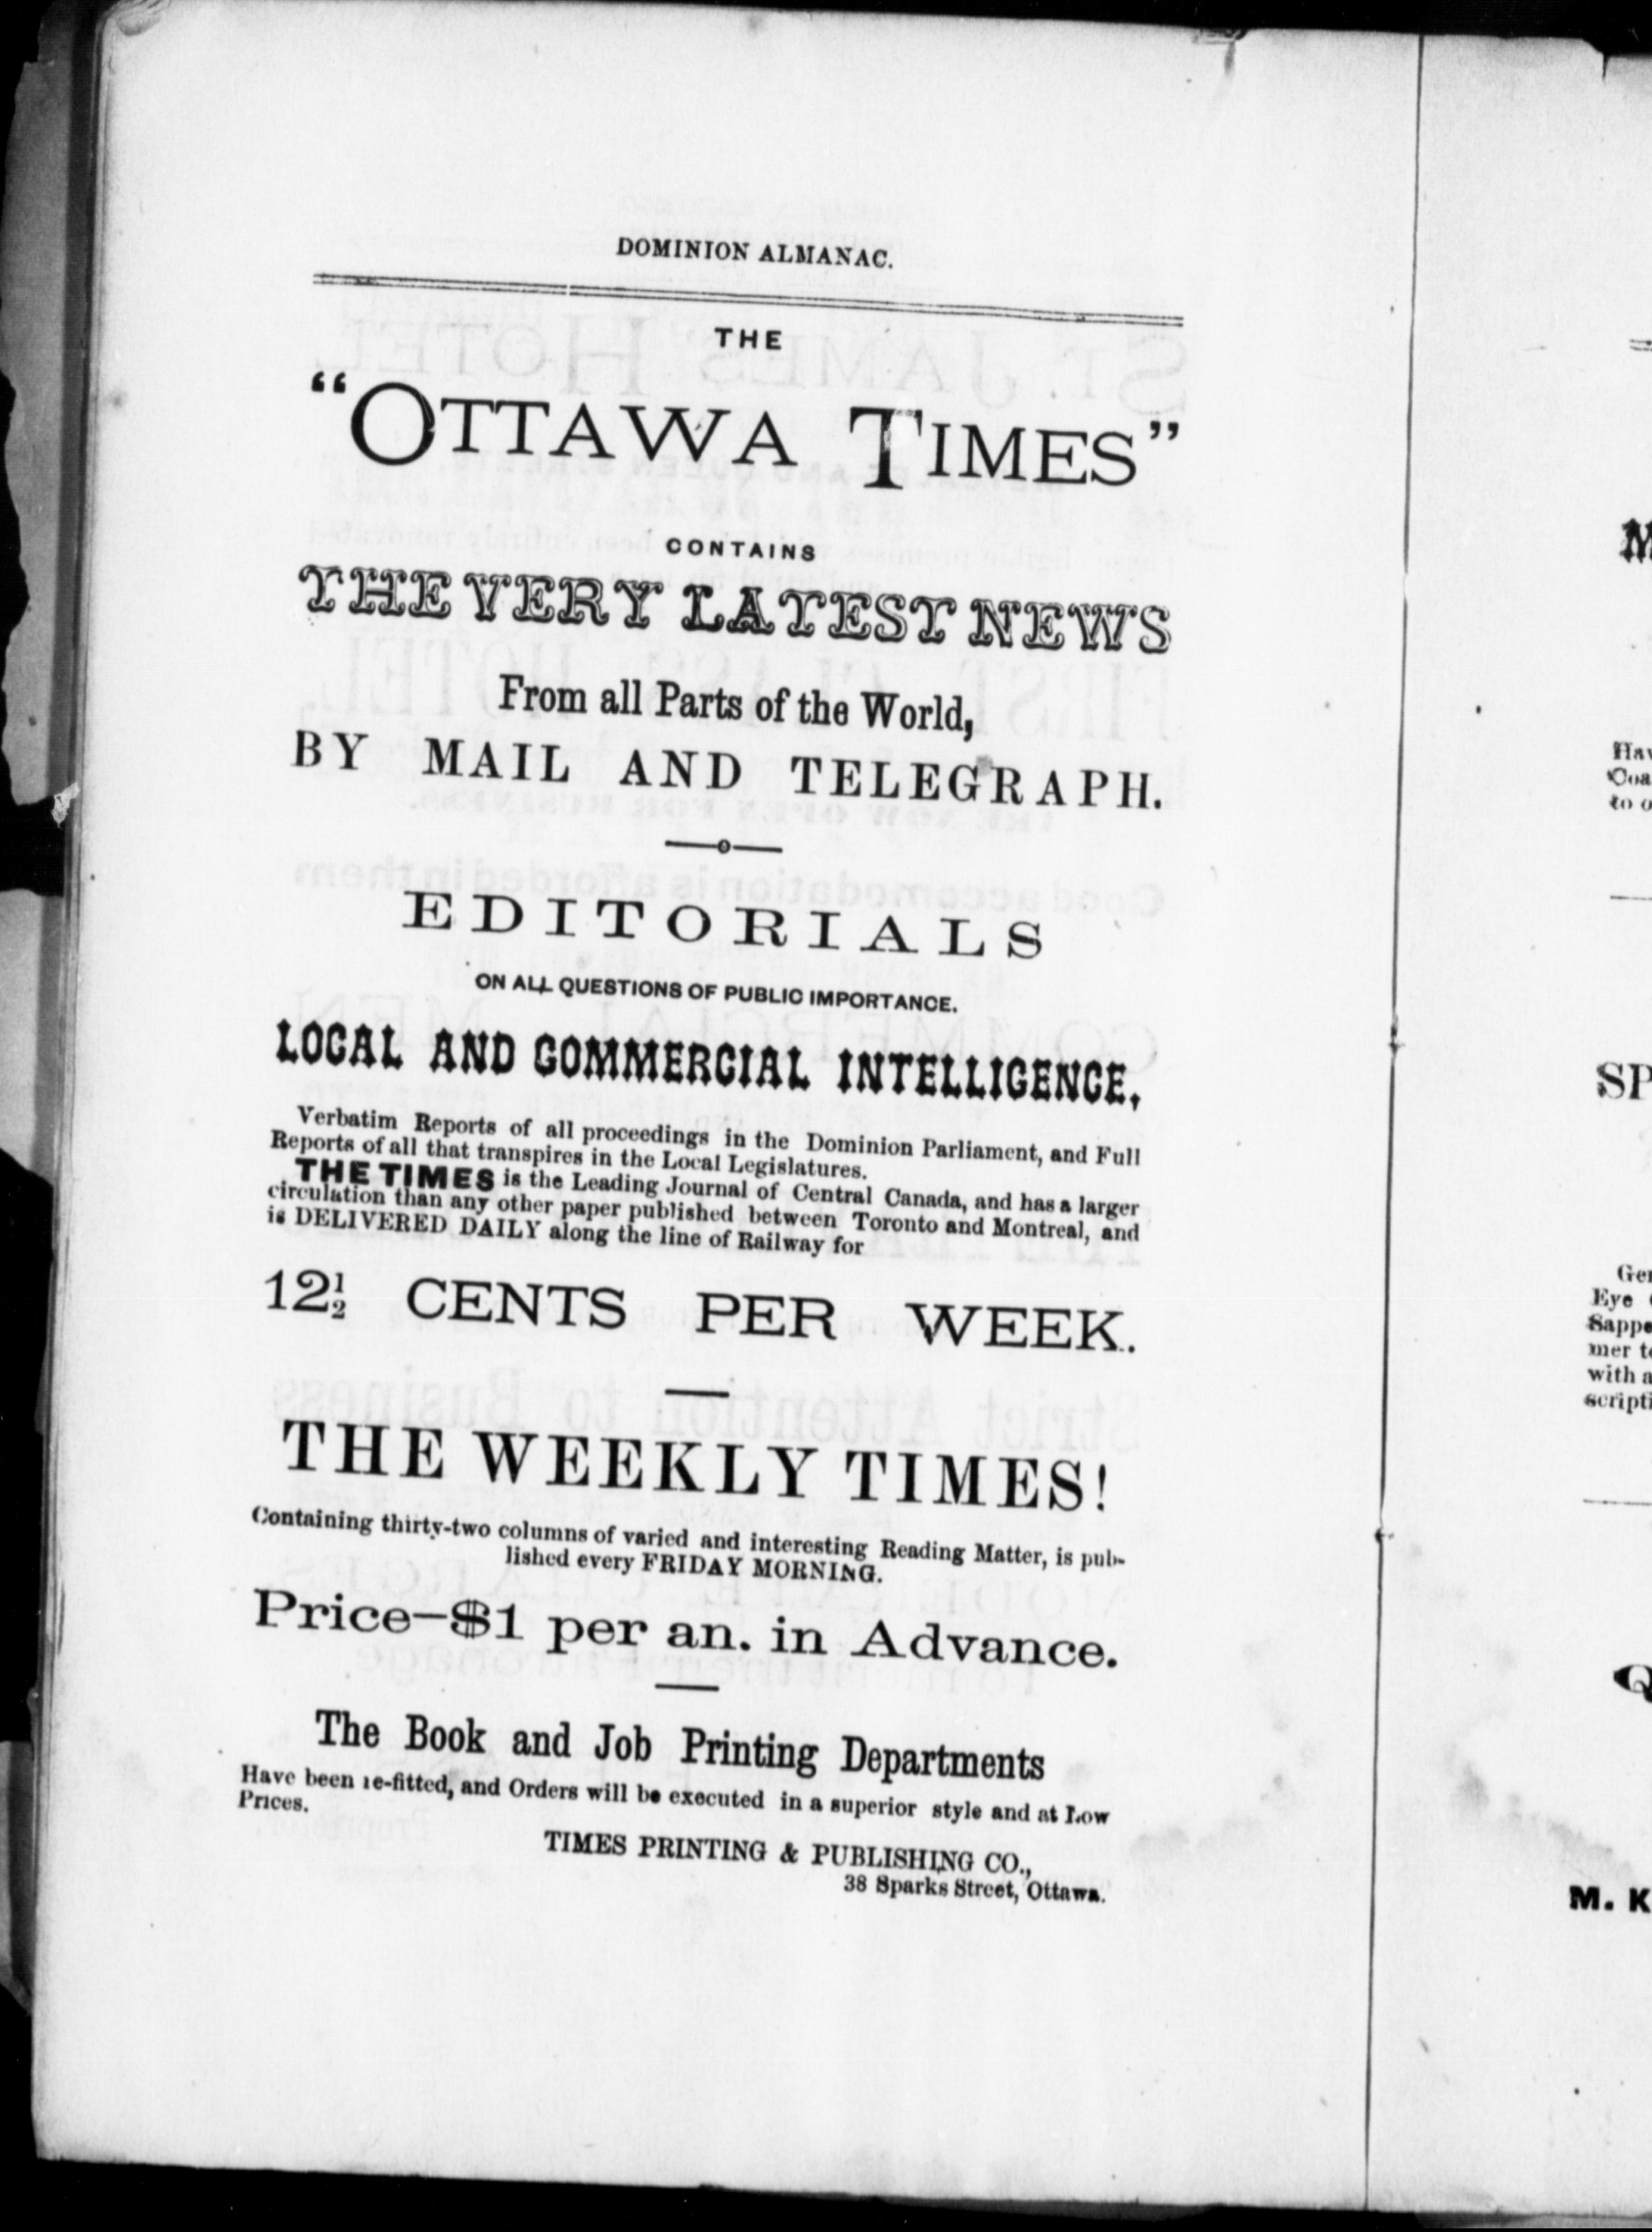 DOMINION ALMANAC.
THE
"OTTAWA TIMES"
CONTAINS
THE VERY LATEST NEWS
From all Parts of the World,
BY MAIL AND TELEGRAPH.
EDITORIALS
ON ALL QUESTIONS OF PUBLIC IMPORTANCE.
LOCAL AND COMMERCIAL INTELLIGENCE,
Verbatim Reports of all proceedings in the Dominion Parliament, and Full
Reports of all that transpires in the Local Legislatures.
THE TIMES is the Leading Journal of Central Canada, and has a larger
circulation than any other paper published between Toronto and Montreal, and
is DELIVERED DAILY along the line of Railway for
12½ CENTS PER WEEK.
THE WEEKLY TIMES!
Containing thirty-two columns of varied and interesting Reading Matter, is pub-
lished every FRIDAY MORNING.
Price—$1 per an. in Advance.
The Book and Job Printing Departments
Have been re-fitted, and Orders will be executed in a superior style and at Low
Prices.
TIMES PRINTING & PUBLISHING CO.,
38 Sparks Street, Ottawa.
to o
SP
Eye
mer t
with a
scripti
Q
M. K